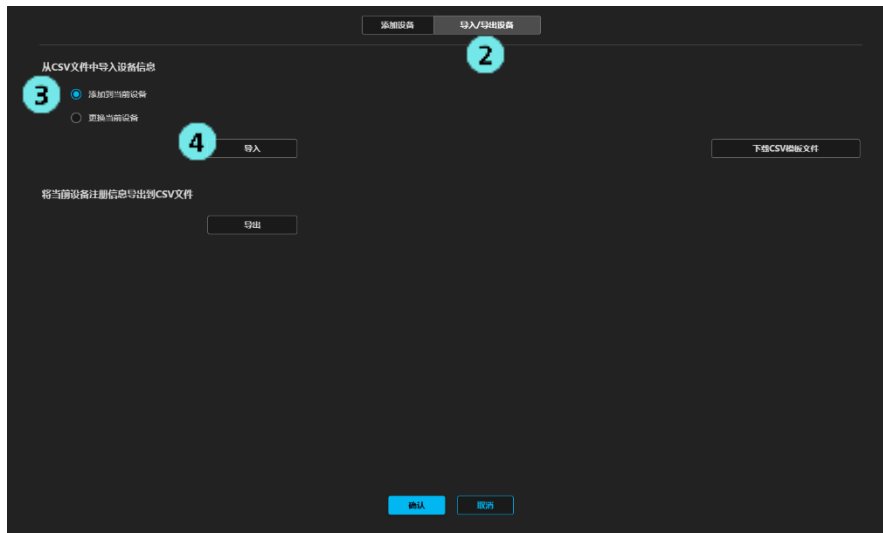 添加设备 导入/导出设备
2
从CSV文件中导入设备信息
3 添加到当前设备
更换当前设备
4 导入 下载CSV模板文件
将当前设备注册信息导出到CSV文件
导出
确认 取消